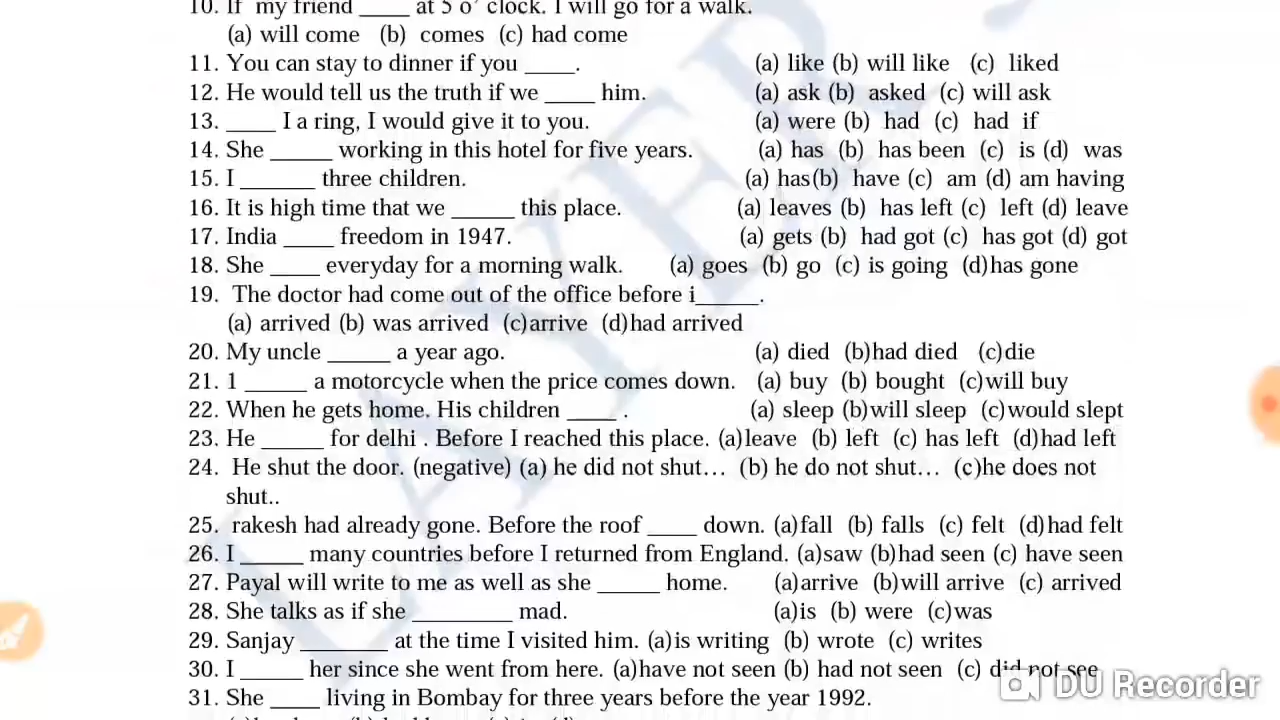 10. If my friend ____ at 5 o' clock. I will go for a walk.
(a) will come (b) comes (c) had come
11. You can stay to dinner if you ____. (a) like (b) will like (c) liked
12. He would tell us the truth if we ____ him. (a) ask (b) asked (c) will ask
13. ____ I a ring, I would give it to you. (a) were (b) had (c) had if
14. She _____ working in this hotel for five years. (a) has (b) has been (c) is (d) was
15. I ______ three children. (a) has(b) have (c) am (d) am having
16. It is high time that we _____ this place. (a) leaves (b) has left (c) left (d) leave
17. India ____ freedom in 1947. (a) gets (b) had got (c) has got (d) got
18. She ____ everyday for a morning walk. (a) goes (b) go (c) is going (d)has gone
19. The doctor had come out of the office before i_____.
(a) arrived (b) was arrived (c)arrive (d)had arrived
20. My uncle _____ a year ago. (a) died (b)had died (c)die
21. 1 _____ a motorcycle when the price comes down. (a) buy (b) bought (c)will buy
22. When he gets home. His children ____ . (a) sleep (b)will sleep (c)would slept
23. He _____ for delhi . Before I reached this place. (a)leave (b) left (c) has left (d)had left
24. He shut the door. (negative) (a) he did not shut... (b) he do not shut... (c)he does not
shut..
25. rakesh had already gone. Before the roof ____ down. (a)fall (b) falls (c) felt (d)had felt
26. I _____ many countries before I returned from England. (a)saw (b)had seen (c) have seen
27. Payal will write to me as well as she _____ home. (a)arrive (b)will arrive (c) arrived
28. She talks as if she ________ mad. (a)is (b) were (c)was
29. Sanjay _______ at the time I visited him. (a)is writing (b) wrote (c) writes
30. I _____ her since she went from here. (a)have not seen (b) had not seen (c) did not see
DU Recorder
31. She ____ living in Bombay for three years before the year 1992.